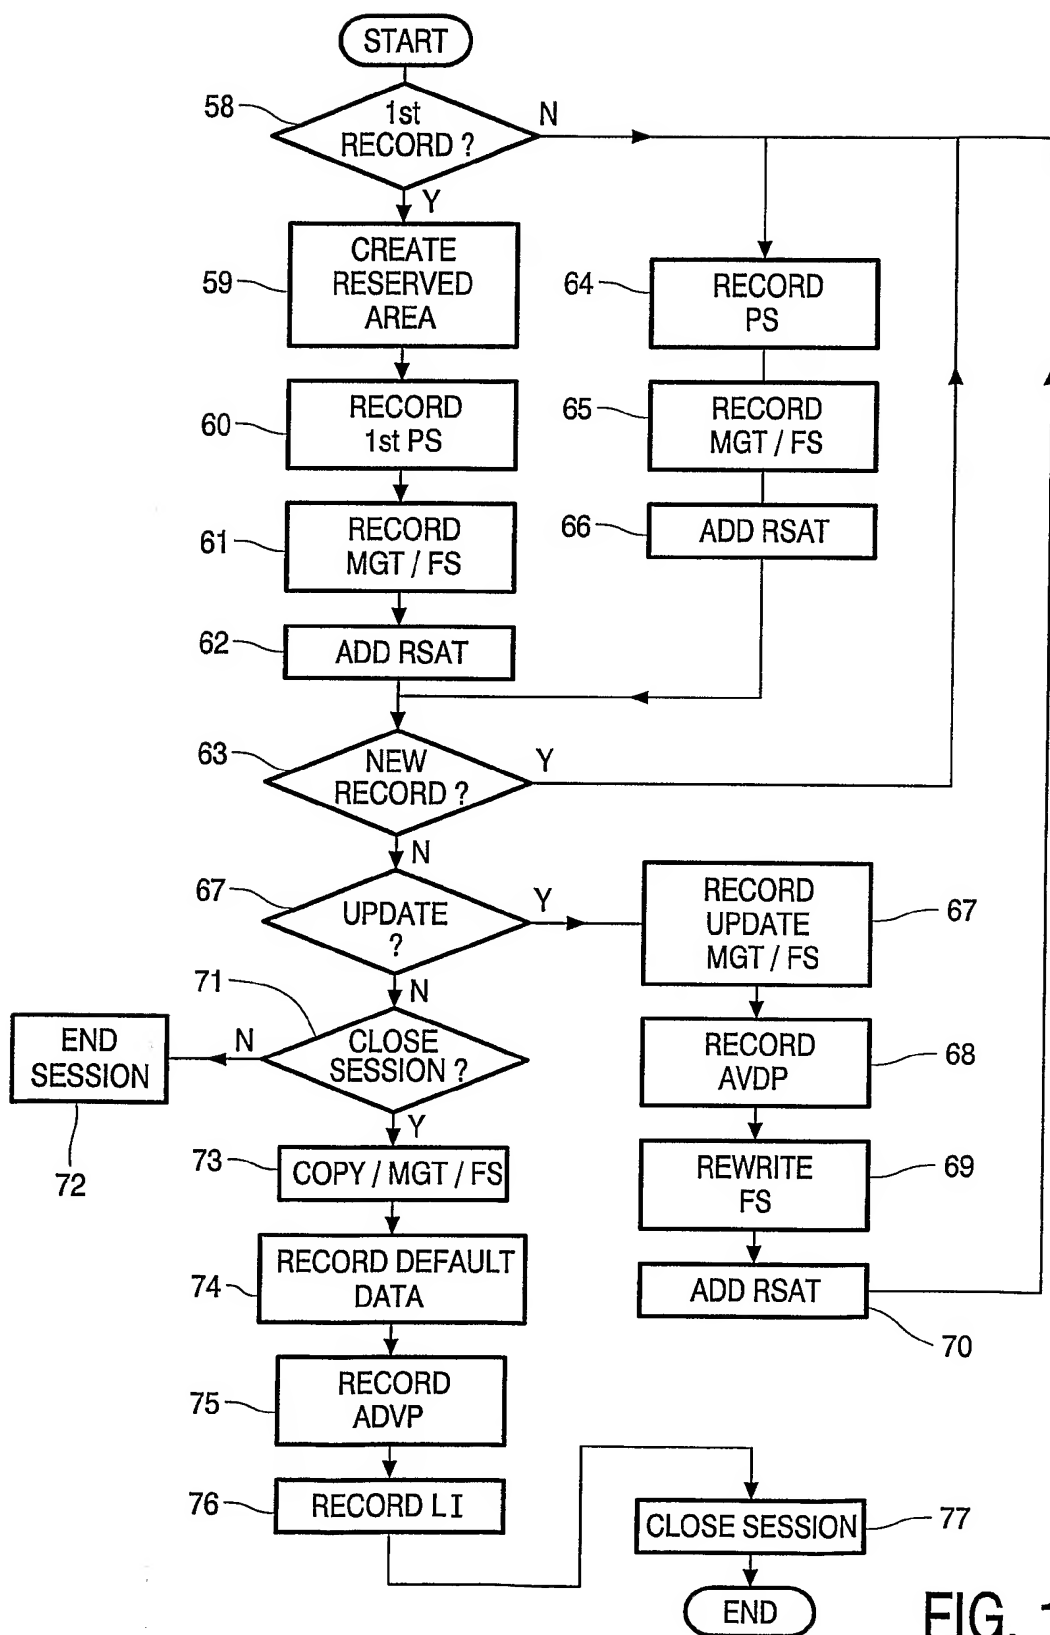 START
58
1st
RECORD ?
N
Y
CREATE
RESERVED
AREA
59
64
RECORD
PS
60
RECORD
1st PS
65
RECORD
MGT / FS
61
RECORD
MGT / FS
66
ADD RSAT
62
ADD RSAT
63
NEW
RECORD ?
Y
N
67
UPDATE
?
Y
RECORD
UPDATE
MGT / FS
67
N
71
CLOSE
SESSION ?
N
END
SESSION
72
RECORD
AVDP
68
Y
73
COPY / MGT / FS
REWRITE
FS
69
74
RECORD DEFAULT
DATA
ADD RSAT
70
75
RECORD
ADVP
76
RECORD LI
CLOSE SESSION
77
END
FIG.